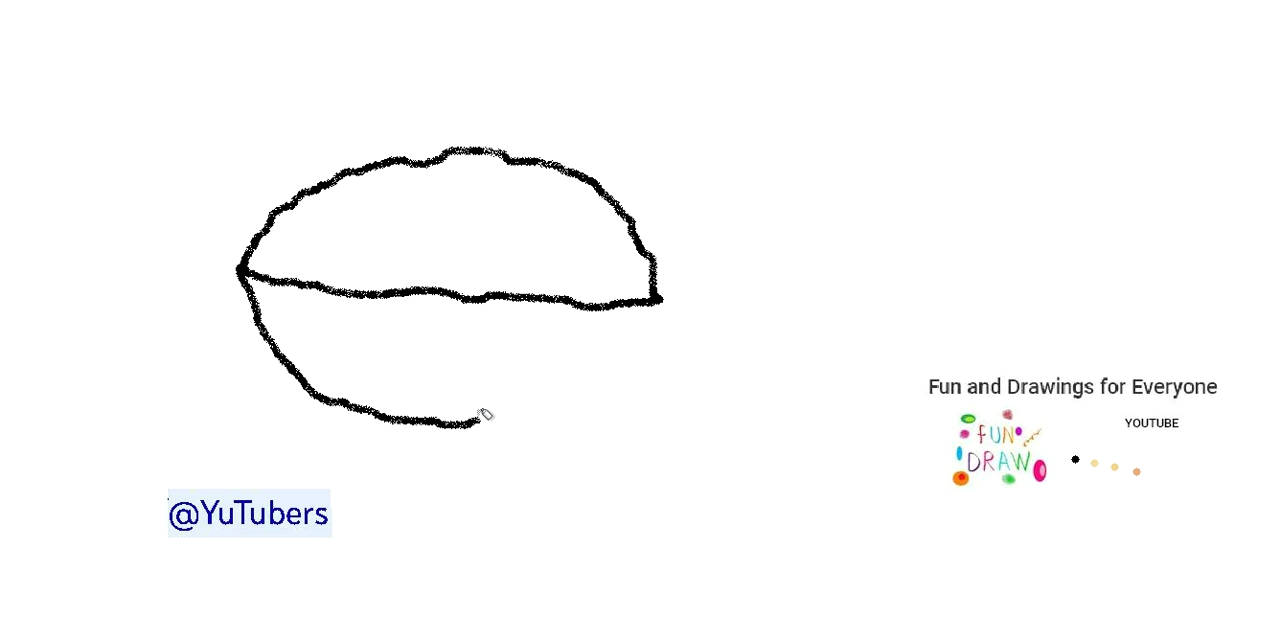 Fun and Drawings for Everyone
FUN
DRAW
YOUTUBE
@YuTubers